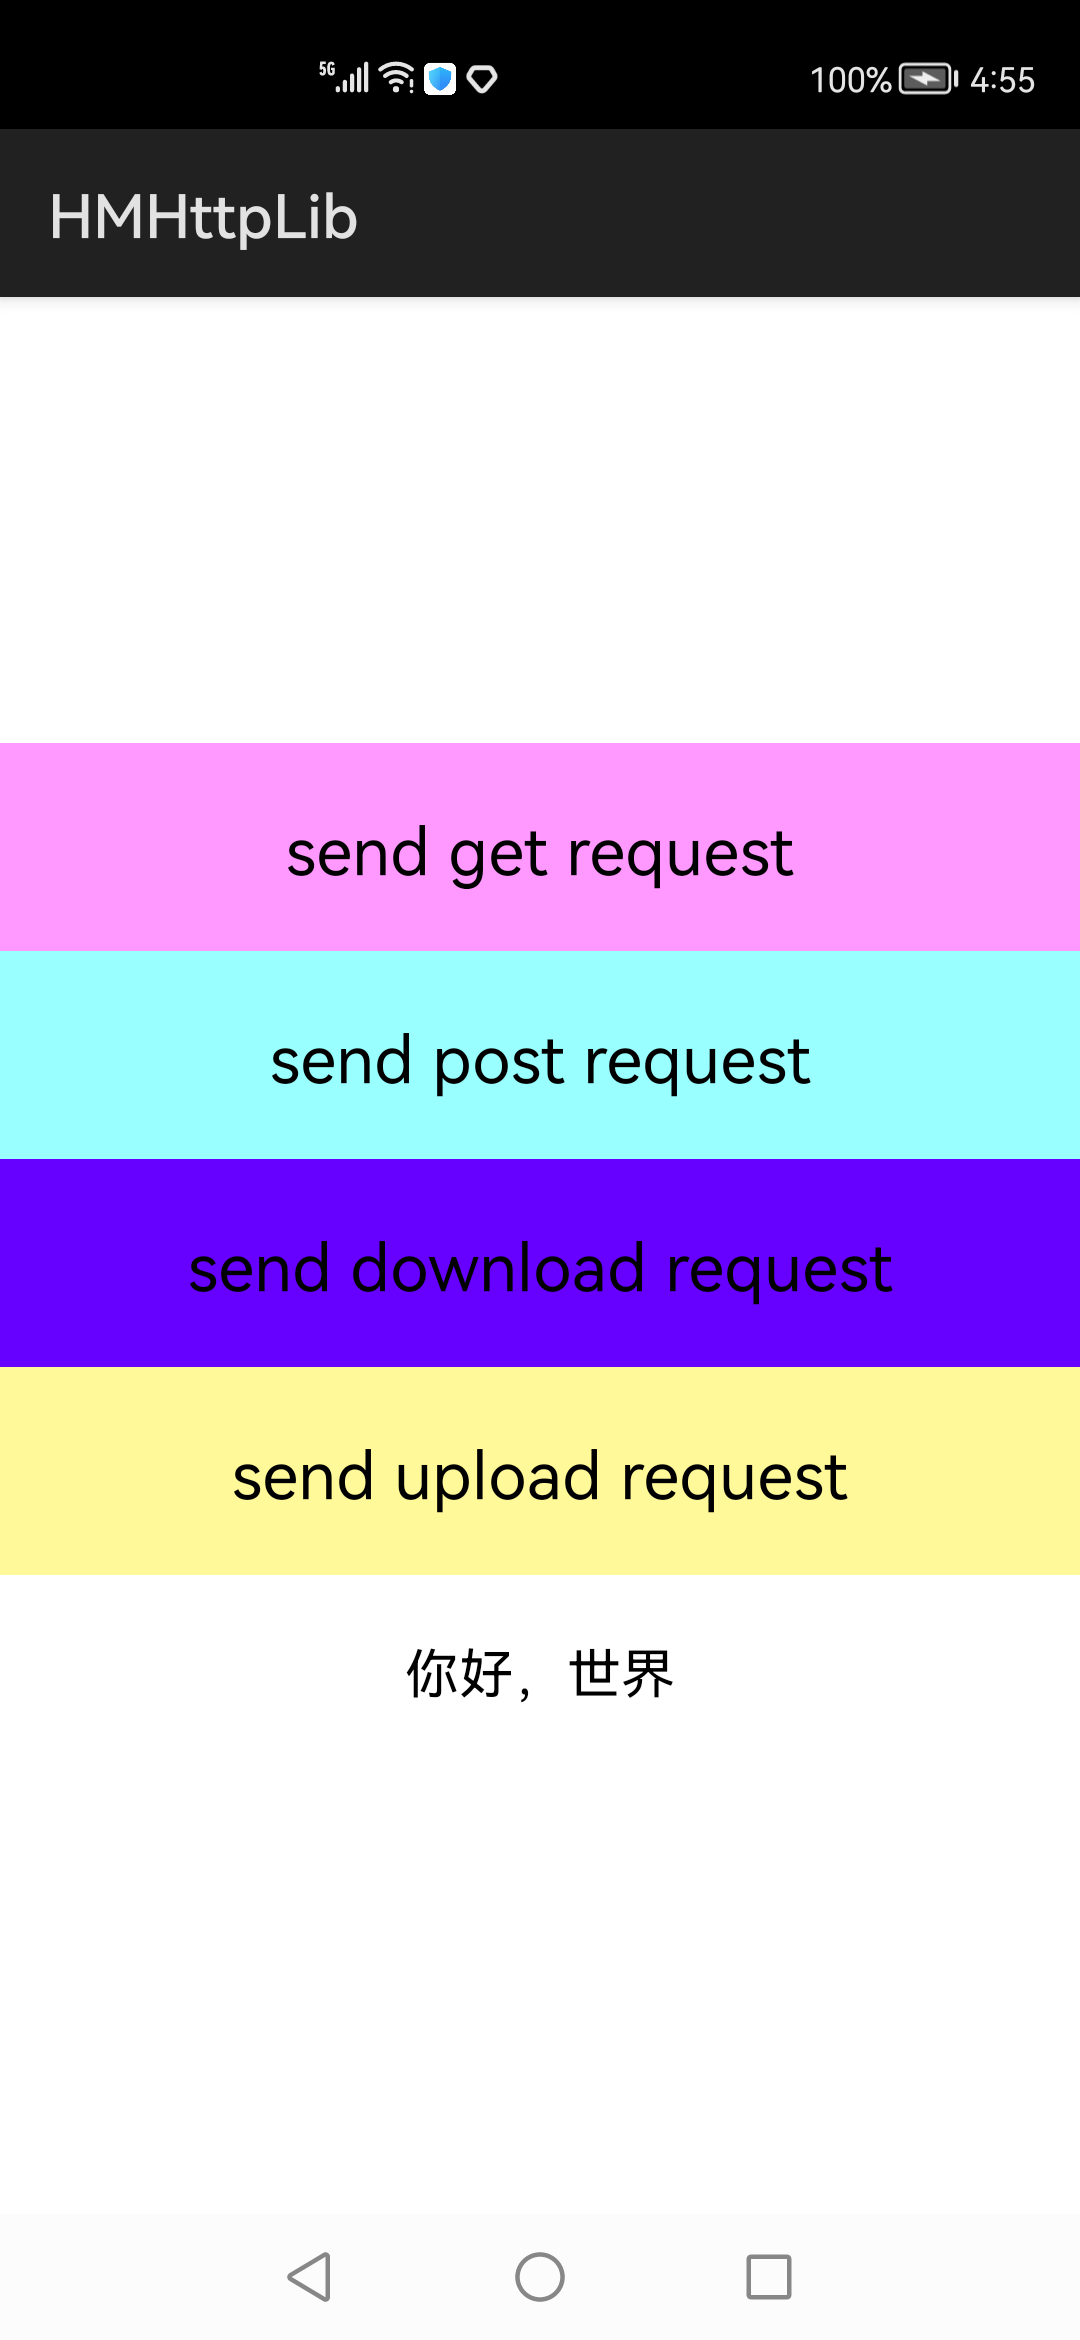 5G 100% 4:55
HMHttpLib
send get request
send post request
send download request
send upload request
你好，世界